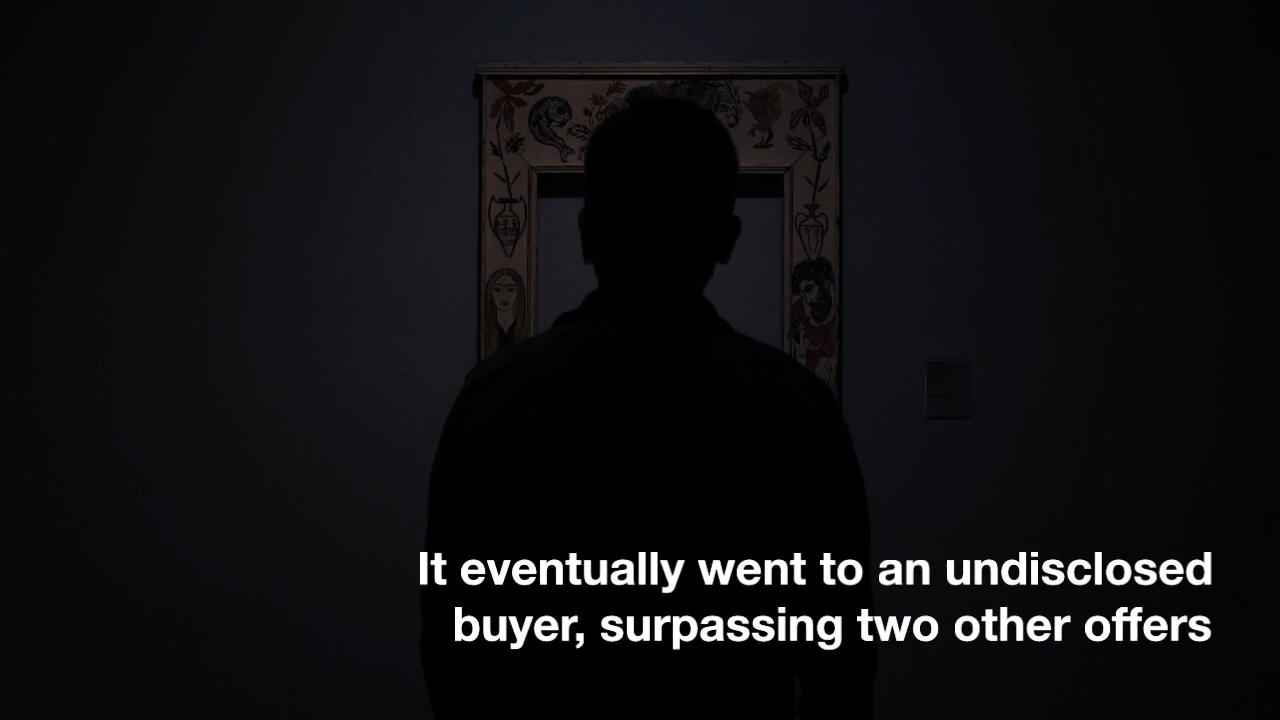 It eventually went to an undisclosed
buyer, surpassing two other offers